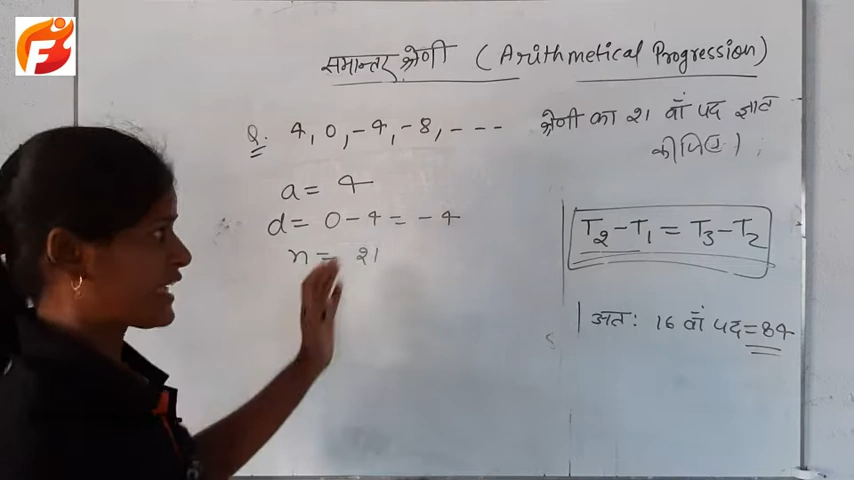 समान्तर श्रेणी (Arithmetical Progression)
Q. 4, 0, -4, -8, - - - श्रेणी का 21 वाँ पद ज्ञात
कीजिए।
a = 4
d = 0 - 4 = -4
n = 21
T₂ - T₁ = T₃ - T₂
अतः 16 वाँ पद = 84